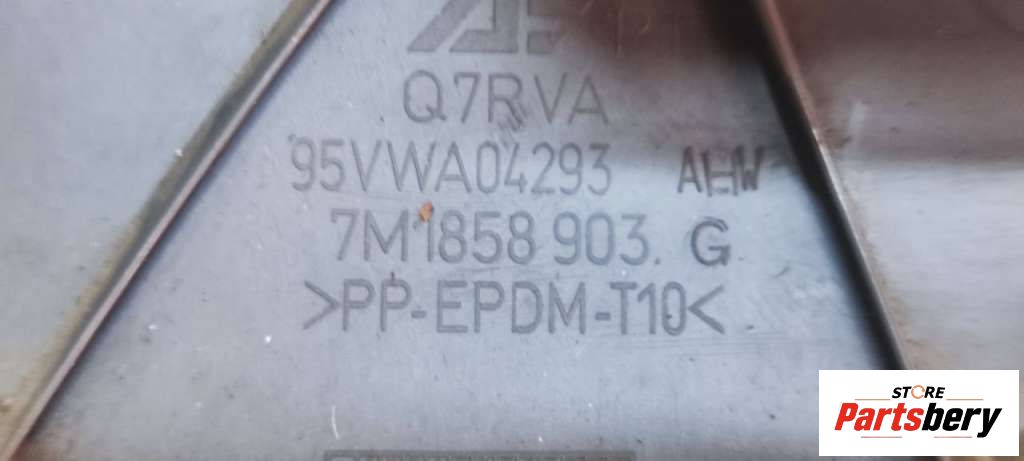 Q7RVA
95VWA04293 AHW
7M1858 903. G
>PP-EPDM-T10<
STORE
Partsbery